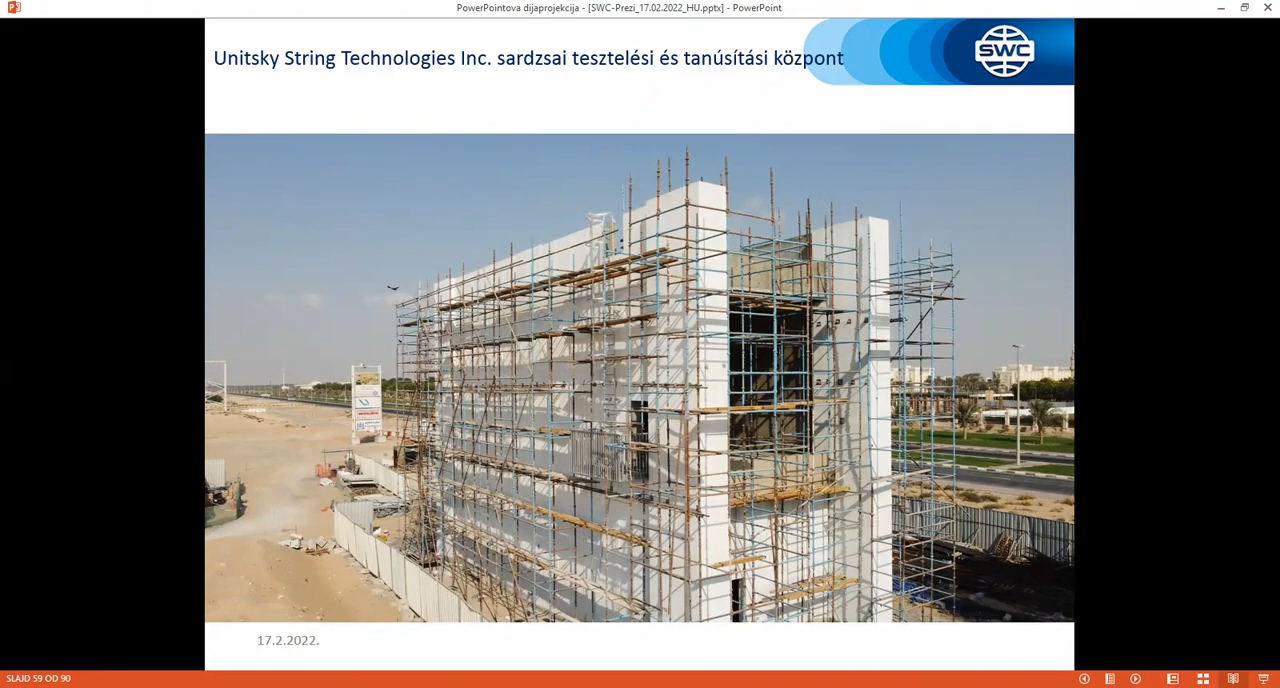 PowerPointova dijaprojekcija - [SWC-Prezi_17.02.2022_HU.pptx] - PowerPoint
Unitsky String Technologies Inc. sardzsai tesztelési és tanúsítási központ
SWC
17.2.2022.
SLAJD 59 OD 90